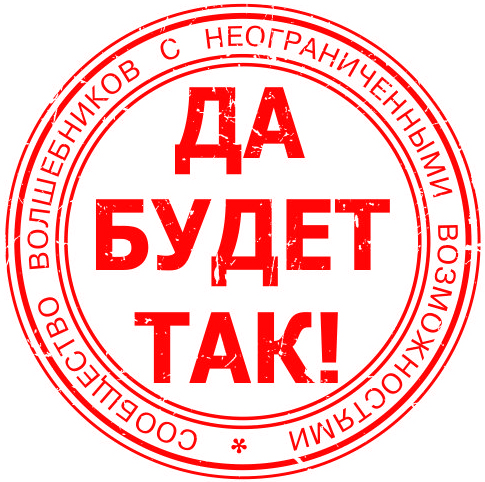 СООБЩЕСТВО ВОЛШЕБНИКОВ С НЕОГРАНИЧЕННЫМИ ВОЗМОЖНОСТЯМИ *
ДА
БУДЕТ
ТАК!